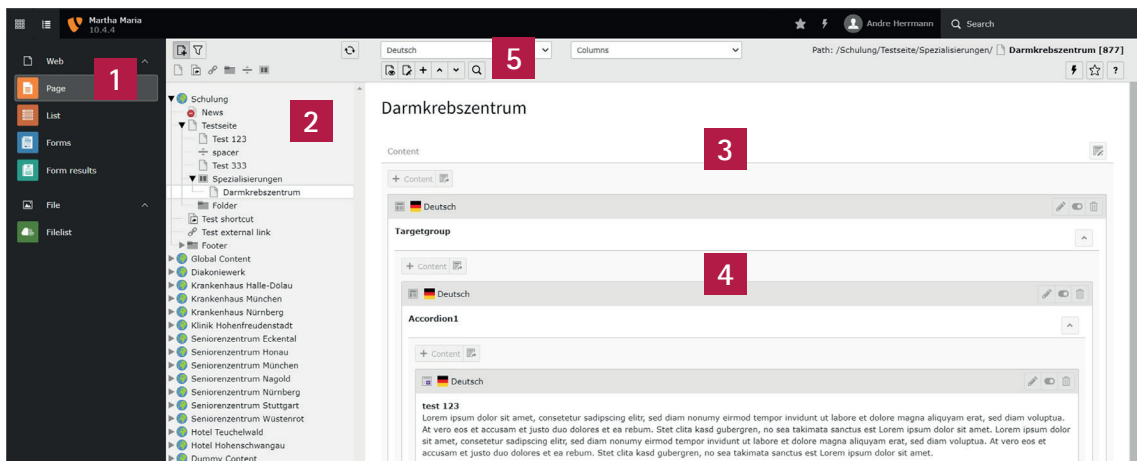 Martha Maria
10.4.4
Andre Herrmann
Search
Web
Page
List
Forms
Form results
File
Filelist
1
Schulung
News
Testseite
Test 123
spacer
Test 333
Spezialisierungen
Darmkrebszentrum
Folder
Test shortcut
Test external link
Footer
Global Content
Diakoniewerk
Krankenhaus Halle-Dölau
Krankenhaus München
Krankenhaus Nürnberg
Klinik Hohenfreudenstadt
Seniorenzentrum Eckental
Seniorenzentrum Honau
Seniorenzentrum München
Seniorenzentrum Nagold
Seniorenzentrum Nürnberg
Seniorenzentrum Stuttgart
Seniorenzentrum Wüstenrot
Hotel Teuchelwald
Hotel Hohenschwangau
Dummy Content
2
Deutsch
Columns
5
Path: /Schulung/Testseite/Spezialisierungen/ Darmkrebszentrum [877]
?
Darmkrebszentrum
3
Content
+ Content
Deutsch
Targetgroup
+ Content
4
Deutsch
Accordion1
+ Content
Deutsch
test 123
Lorem ipsum dolor sit amet, consetetur sadipscing elitr, sed diam nonumy eirmod tempor invidunt ut labore et dolore magna aliquyam erat, sed diam voluptua.
At vero eos et accusam et justo duo dolores et ea rebum. Stet clita kasd gubergren, no sea takimata sanctus est Lorem ipsum dolor sit amet. Lorem ipsum dolor
sit amet, consetetur sadipscing elitr, sed diam nonumy eirmod tempor invidunt ut labore et dolore magna aliquyam erat, sed diam voluptua. At vero eos et
accusam et justo duo dolores et ea rebum. Stet clita kasd gubergren, no sea takimata sanctus est Lorem ipsum dolor sit amet.